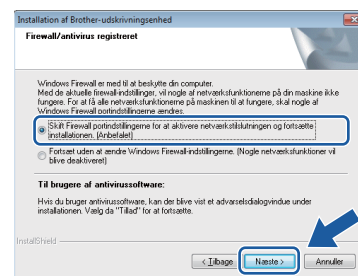 Installation af Brother-udskrivningsenhed
Firewall/antivirus registreret
Windows Firewall er med til at beskytte din computer.
Med de aktuelle firewall-indstillinger, vil nogle af netværksfunktionerne på din maskine ikke
fungere. For at få alle netværksfunktionerne på maskinen til at fungere, skal nogle af
Windows Firewall portindstillingerne ændres.
Skift Firewall portindstillingerne for at aktivere netværkstilslutningen og fortsætte
installationen. (Anbefalet)
Fortsæt uden at ændre Windows Firewall-indstillingerne. (Nogle netværksfunktioner vil
blive deaktiveret)
Til brugere af antivirussoftware:
Hvis du bruger antivirussoftware, kan der blive vist et advarselsdialogvindue under
installationen. Vælg da "Tillad" for at fortsætte.
InstallShield
< Tilbage Næste > Annuller